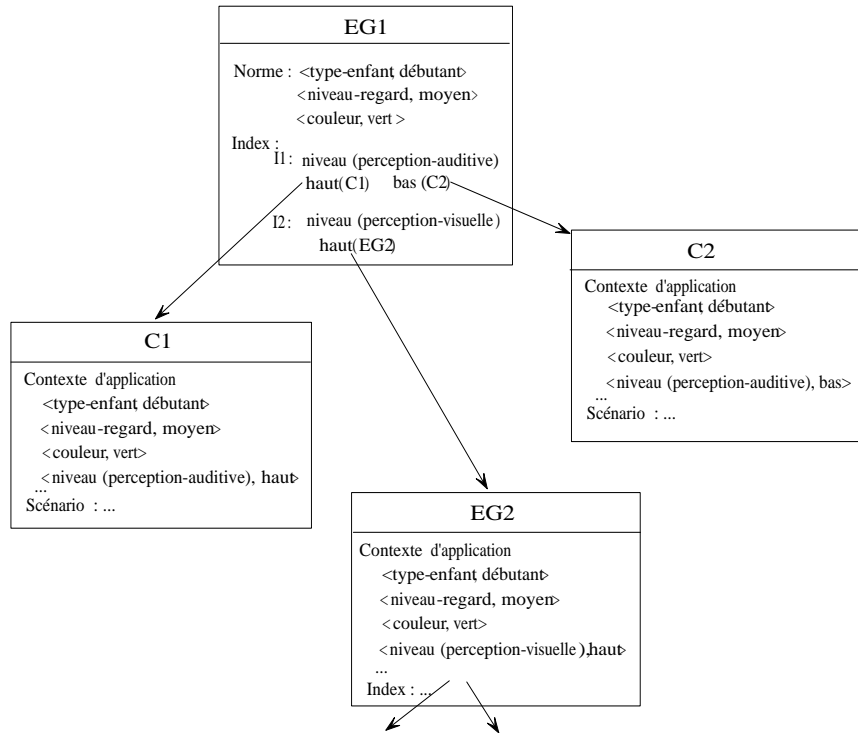 EG1
Norme : <type-enfant, débutant>
<niveau-regard, moyen>
<couleur, vert >
Index :
I1 : niveau (perception-auditive)
haut(C1) bas (C2)
I2 : niveau (perception-visuelle)
haut(EG2)
C2
Contexte d'application
<type-enfant, débutant>
<niveau-regard, moyen>
<couleur, vert>
<niveau (perception-auditive), bas>
...
Scénario : ...
C1
Contexte d'application
<type-enfant, débutant>
<niveau-regard, moyen>
<couleur, vert>
<niveau (perception-auditive), haut>
...
Scénario : ...
EG2
Contexte d'application
<type-enfant, débutant>
<niveau-regard, moyen>
<couleur, vert>
<niveau (perception-visuelle),haut>
...
Index : ...